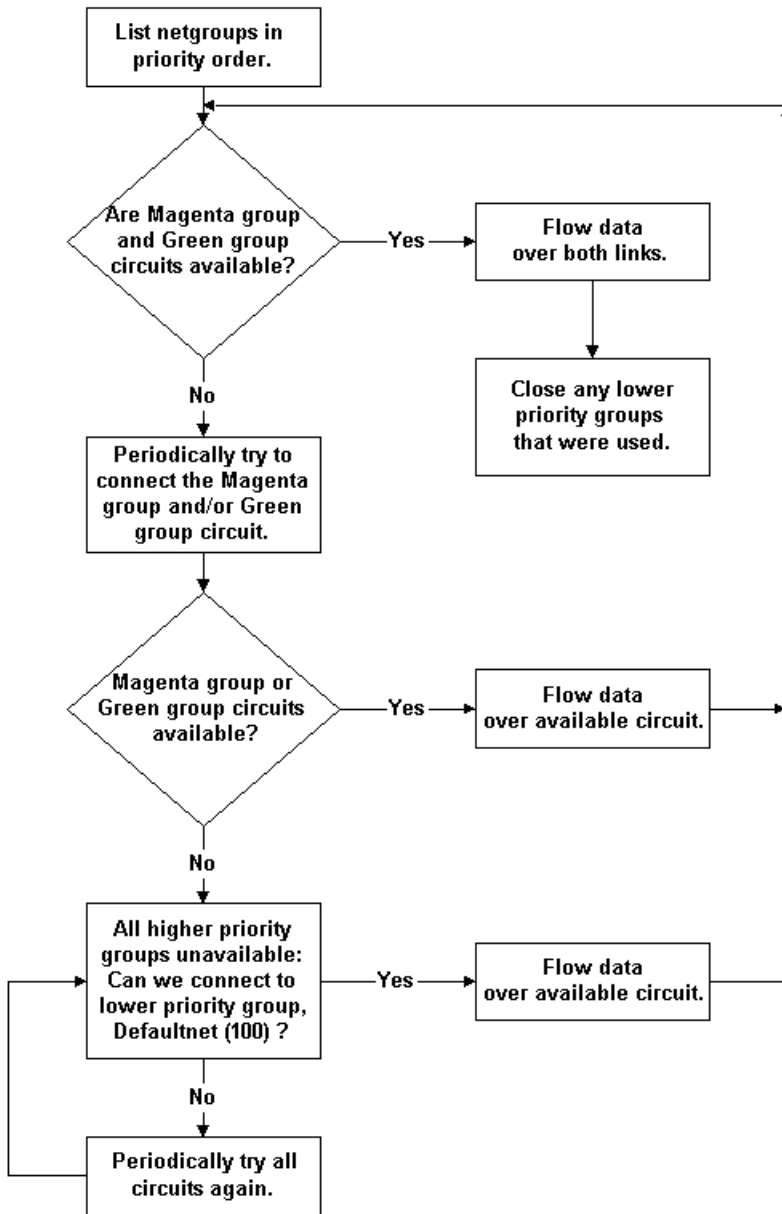 List netgroups in
priority order.
Are Magenta group
and Green group
circuits available?
Yes
Flow data
over both links.
Close any lower
priority groups
that were used.
No
Periodically try to
connect the Magenta
group and/or Green
group circuit.
Magenta group or
Green group circuits
available?
Yes
Flow data
over available circuit.
No
All higher priority
groups unavailable:
Can we connect to
lower priority group,
Defaultnet (100) ?
Yes
Flow data
over available circuit.
No
Periodically try all
circuits again.